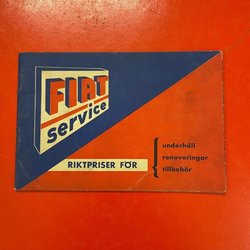 FIAT
service
RIKTPRISER FÖR
underhåll
renoveringar
tillbehör